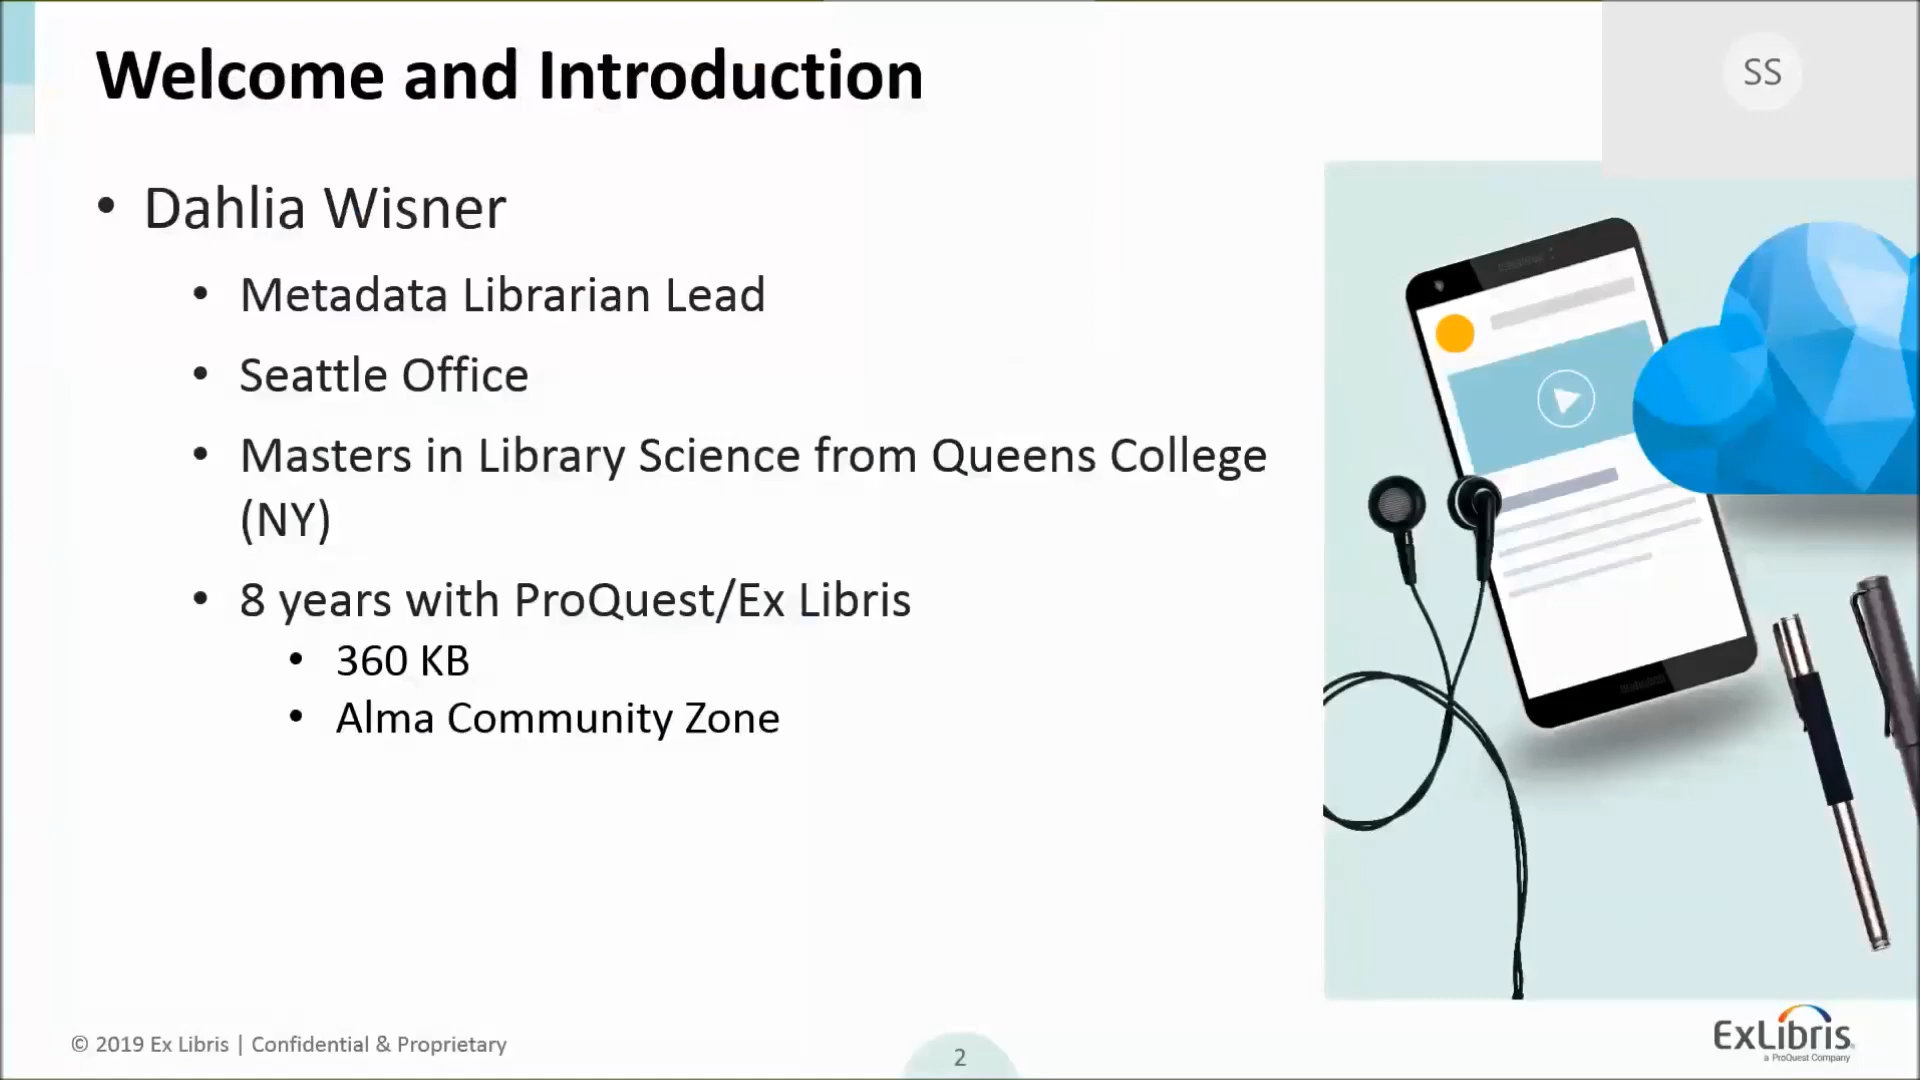 Welcome and Introduction
SS
• Dahlia Wisner
• Metadata Librarian Lead
• Seattle Office
• Masters in Library Science from Queens College
(NY)
• 8 years with ProQuest/Ex Libris
• 360 KB
• Alma Community Zone
© 2019 Ex Libris | Confidential & Proprietary
2
ExLibris
a ProQuest Company